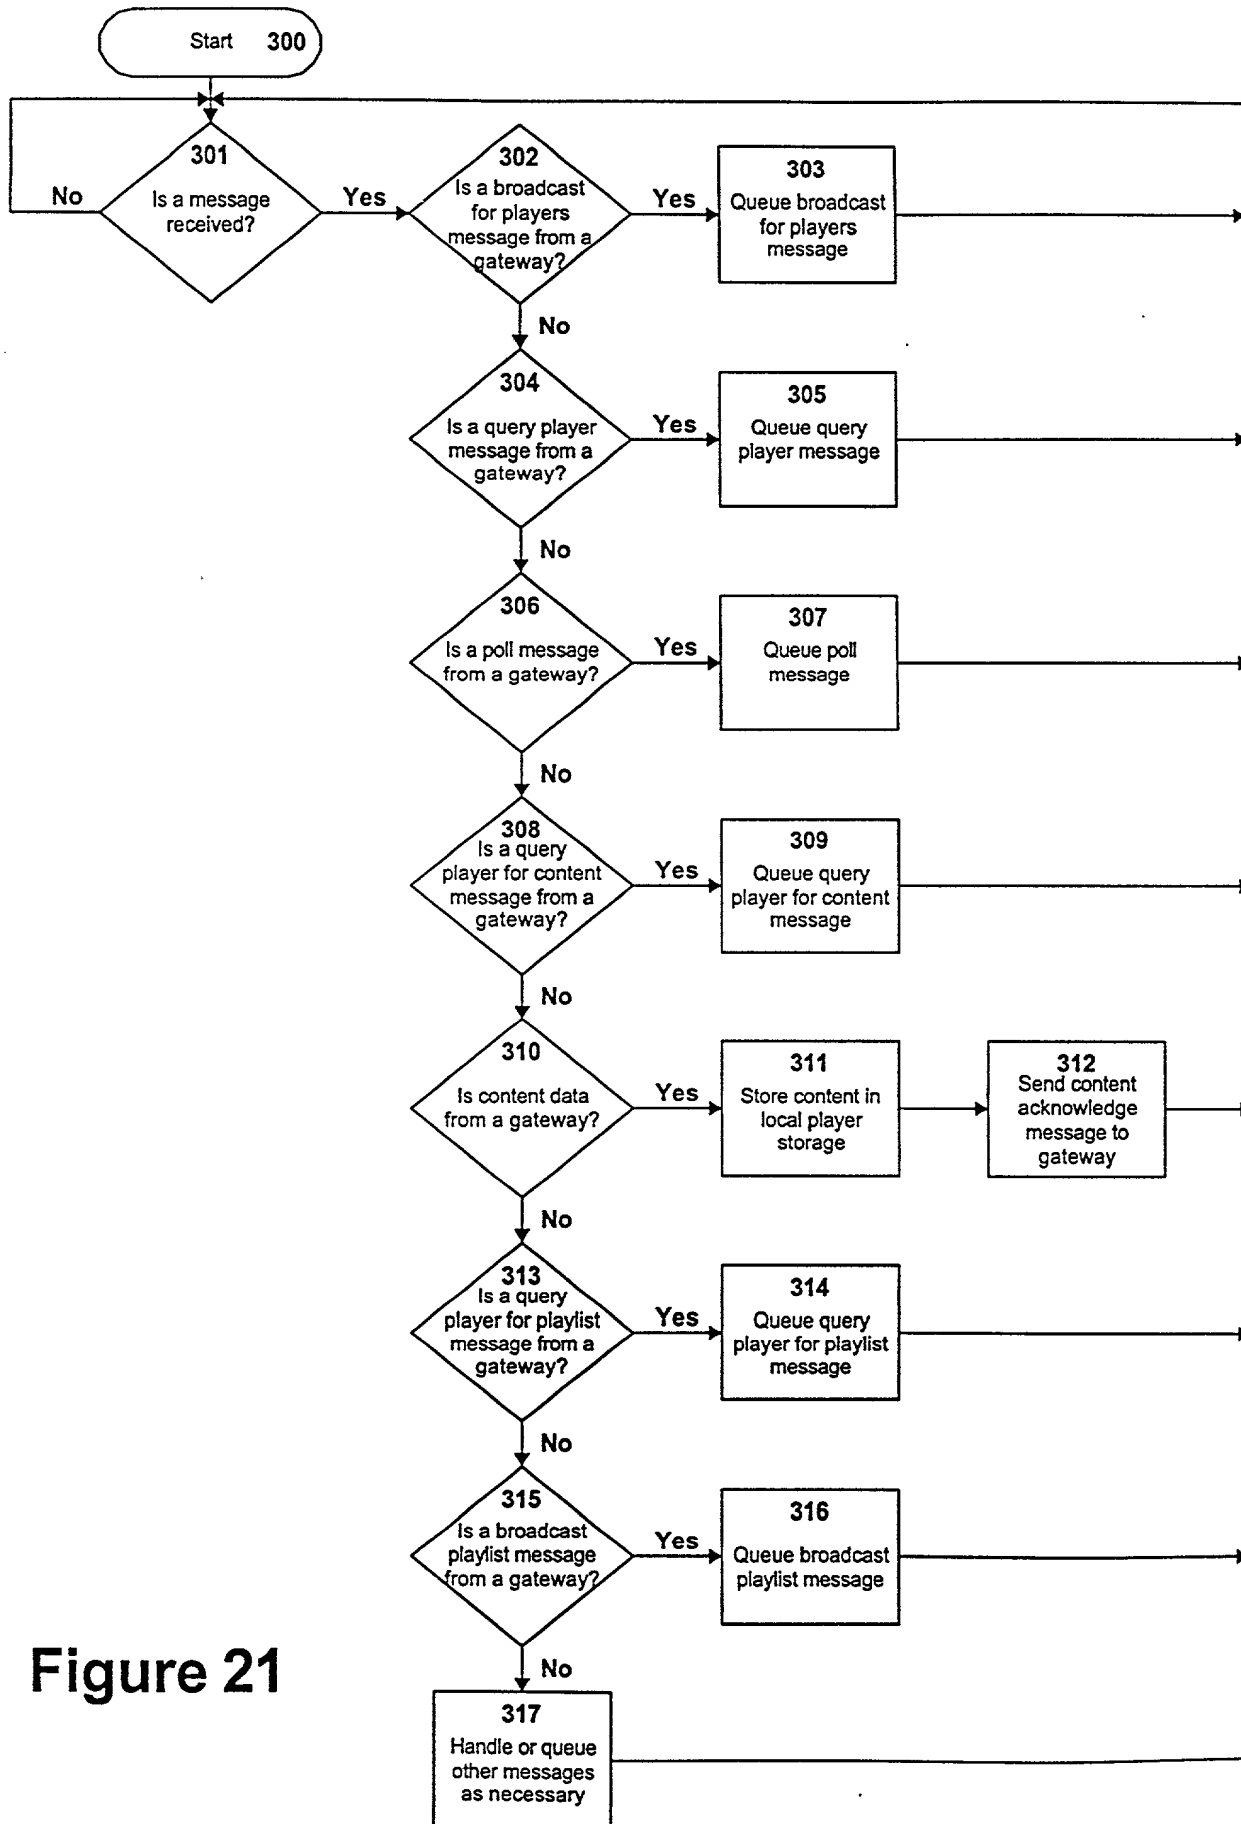 Start 300
301
Is a message
received?
No
Yes
302
Is a broadcast
for players
message from a
gateway?
Yes
303
Queue broadcast
for players
message
No
304
Is a query player
message from a
gateway?
Yes
305
Queue query
player message
No
306
Is a poll message
from a gateway?
Yes
307
Queue poll
message
No
308
Is a query
player for content
message from a
gateway?
Yes
309
Queue query
player for content
message
No
310
Is content data
from a gateway?
Yes
311
Store content in
local player
storage
312
Send content
acknowledge
message to
gateway
No
313
Is a query
player for playlist
message from a
gateway?
Yes
314
Queue query
player for playlist
message
No
315
Is a broadcast
playlist message
from a gateway?
Yes
316
Queue broadcast
playlist message
No
317
Handle or queue
other messages
as necessary
Figure 21